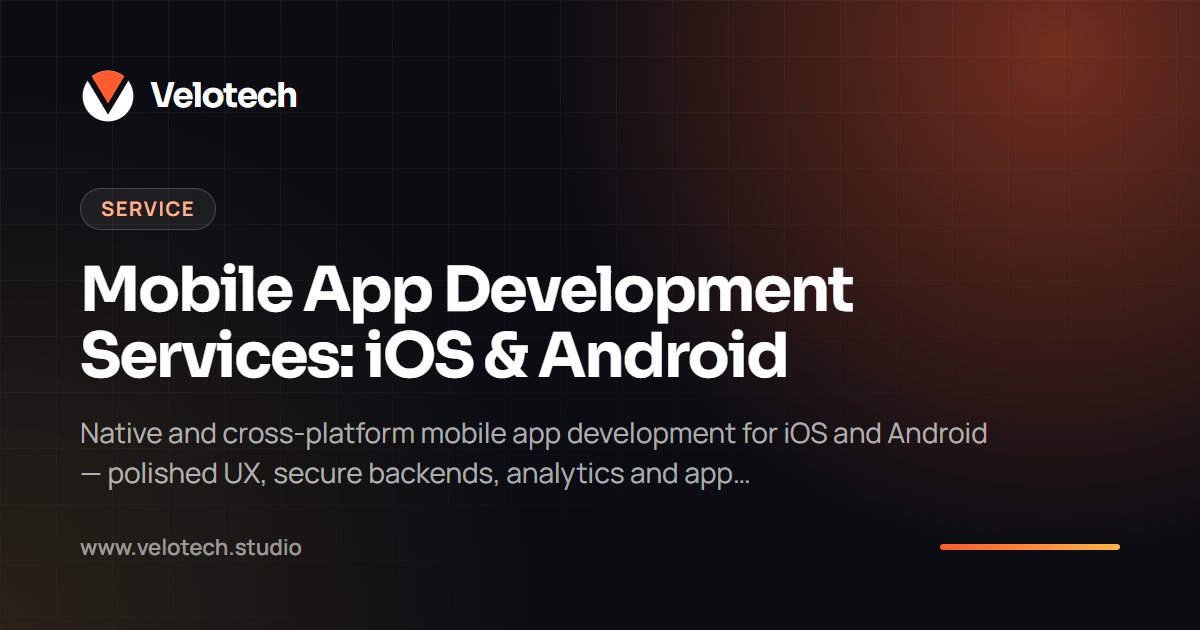 Velotech
SERVICE
Mobile App Development
Services: iOS & Android
Native and cross-platform mobile app development for iOS and Android
— polished UX, secure backends, analytics and app…
www.velotech.studio